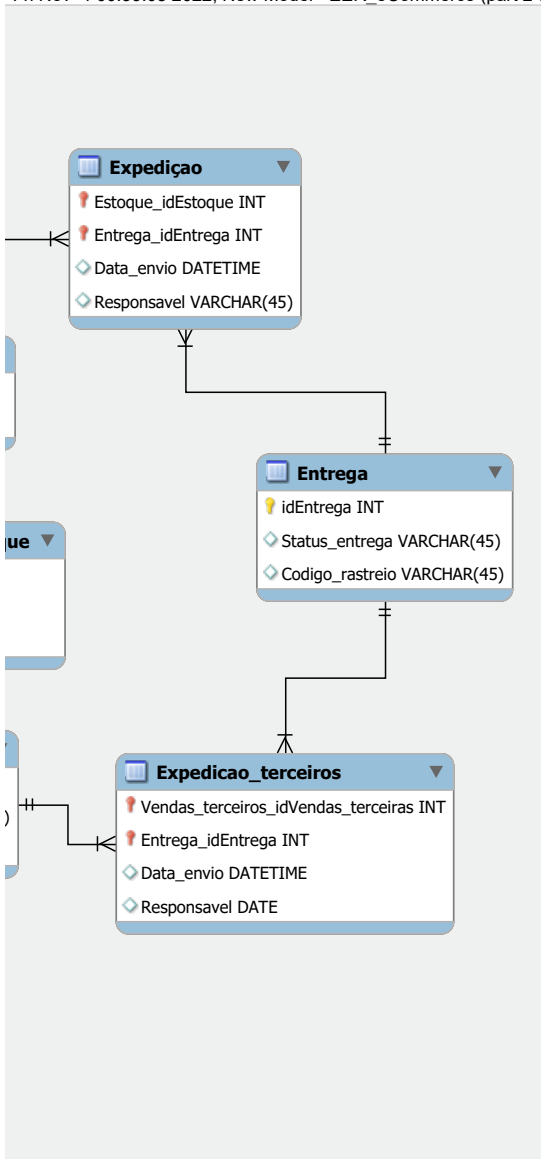 Expediçao
Estoque_idEstoque INT
Entrega_idEntrega INT
Data_envio DATETIME
Responsavel VARCHAR(45)
Entrega
idEntrega INT
Status_entrega VARCHAR(45)
Codigo_rastreio VARCHAR(45)
que
Expedicao_terceiros
Vendas_terceiros_idVendas_terceiras INT
)
Entrega_idEntrega INT
Data_envio DATETIME
Responsavel DATE